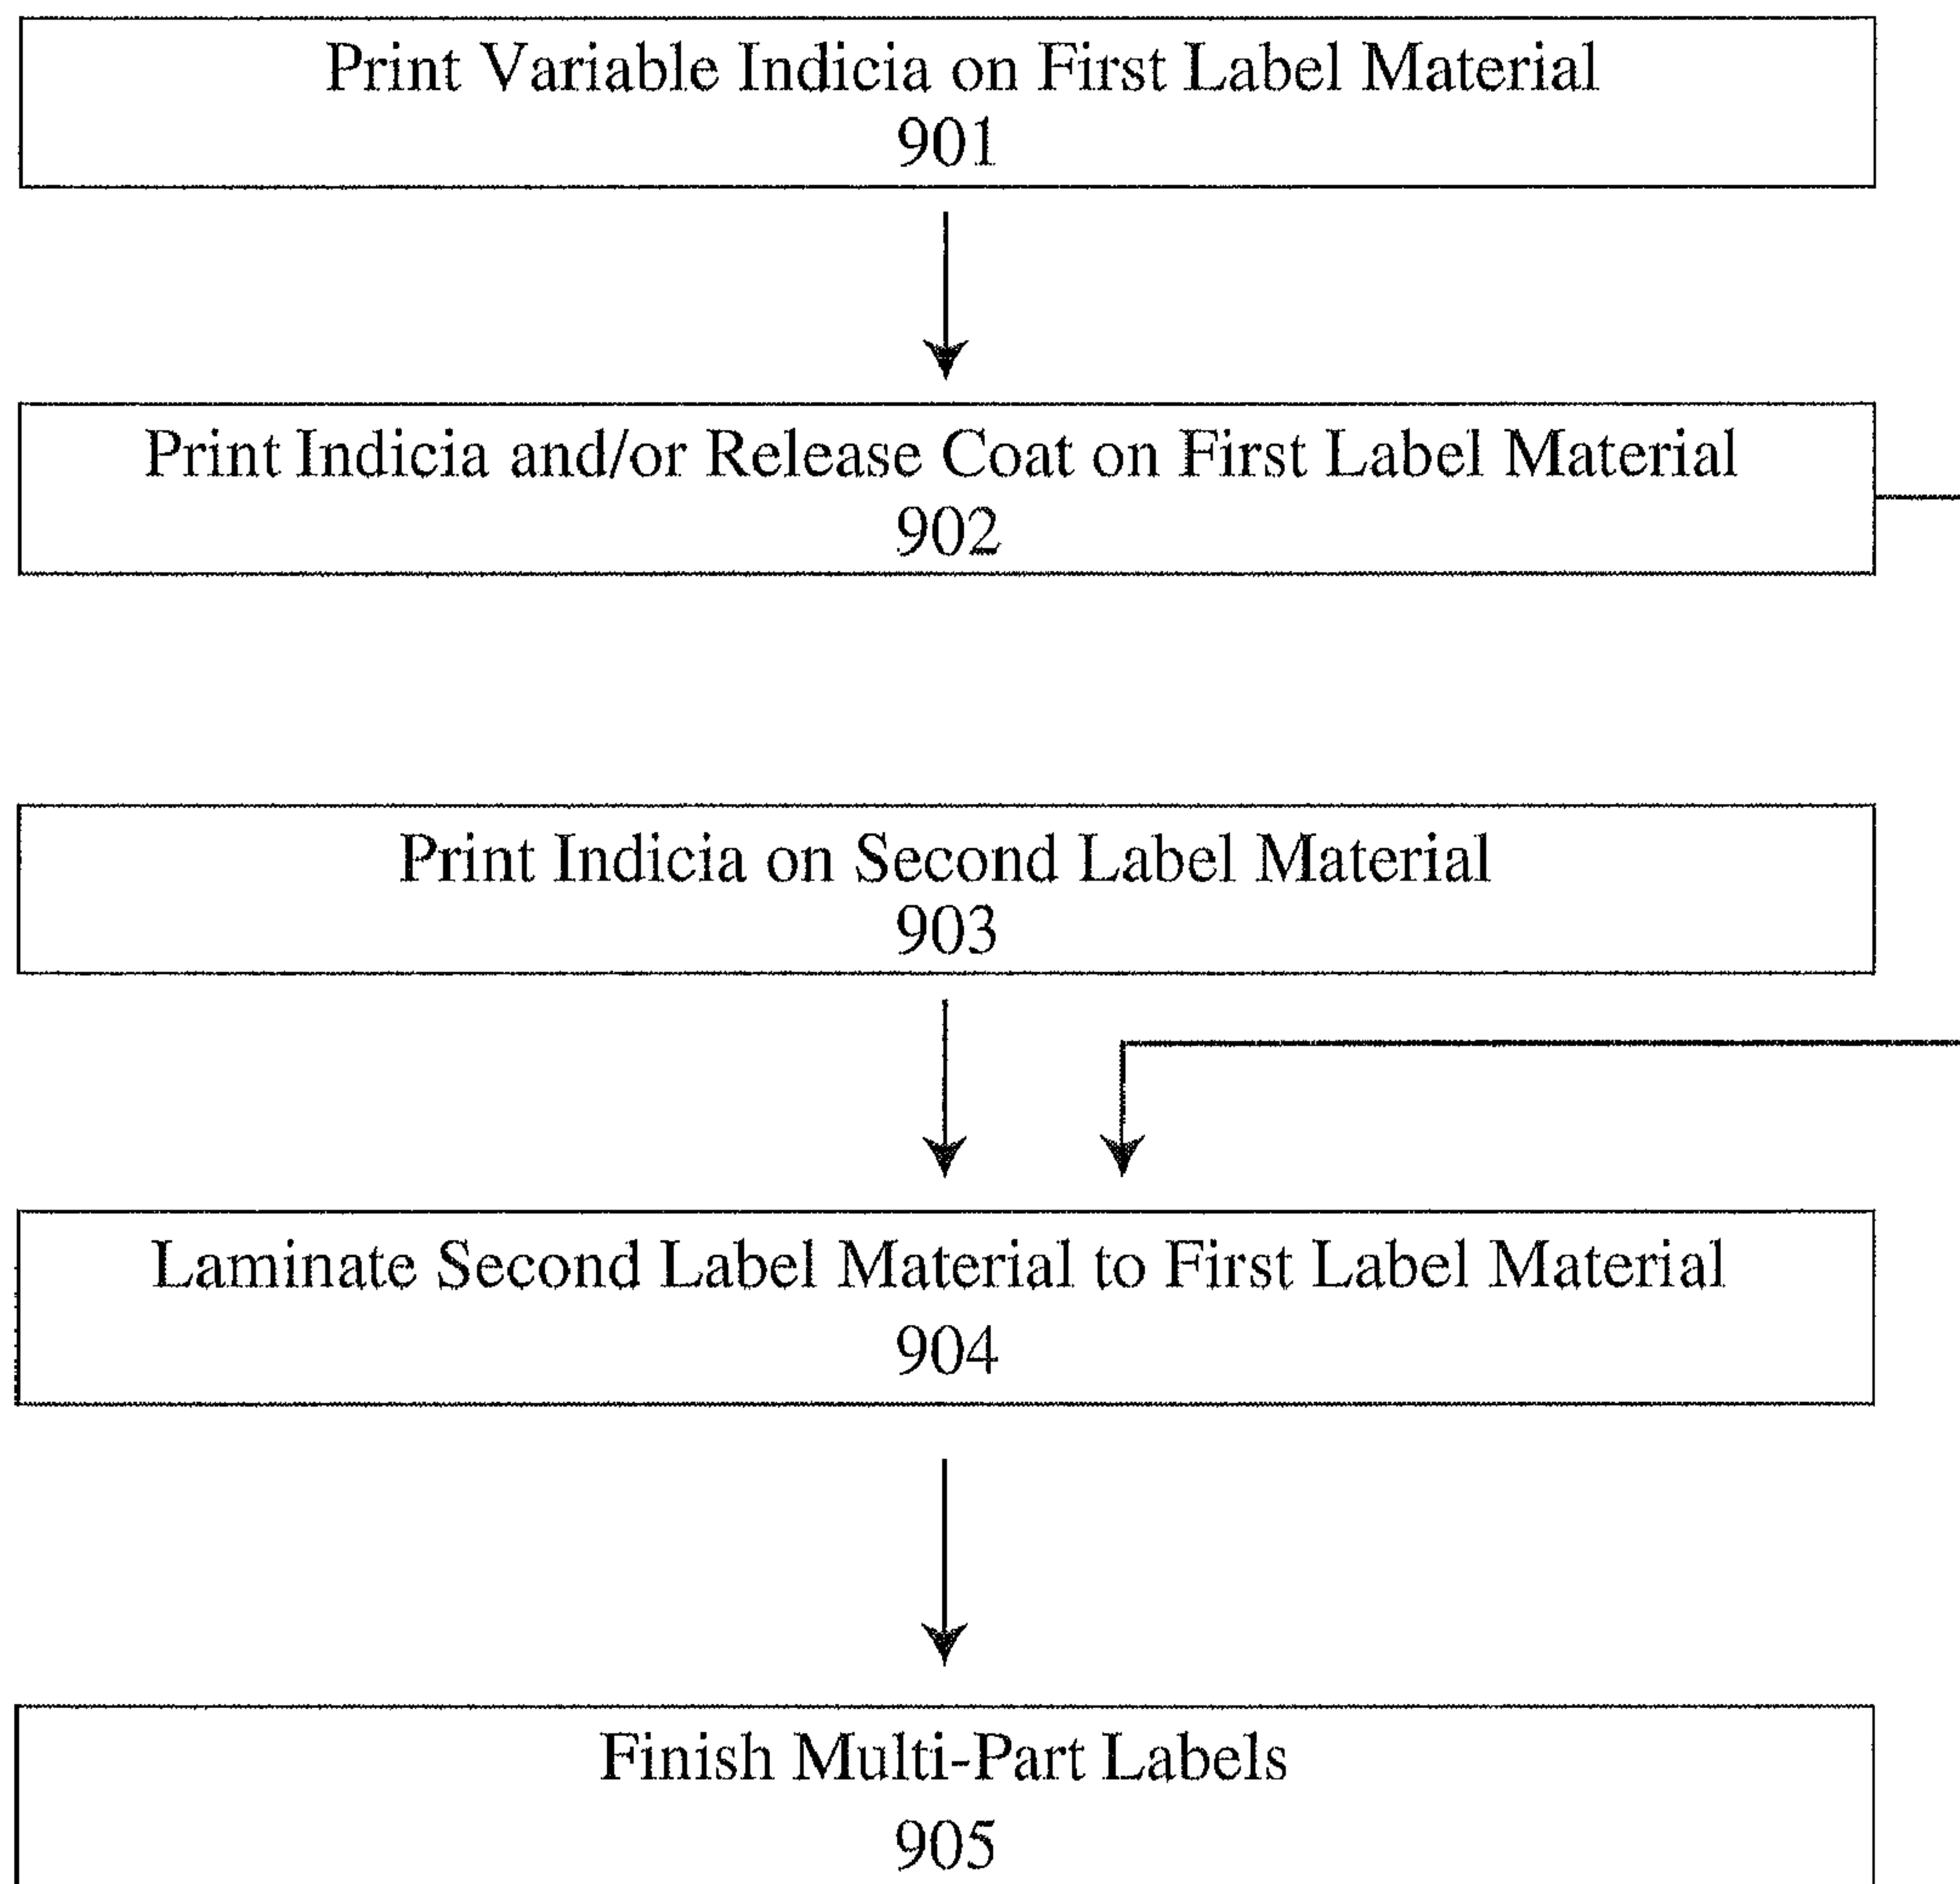 Print Variable Indicia on First Label Material
901
Print Indicia and/or Release Coat on First Label Material
902
Print Indicia on Second Label Material
903
Laminate Second Label Material to First Label Material
904
Finish Multi-Part Labels
905